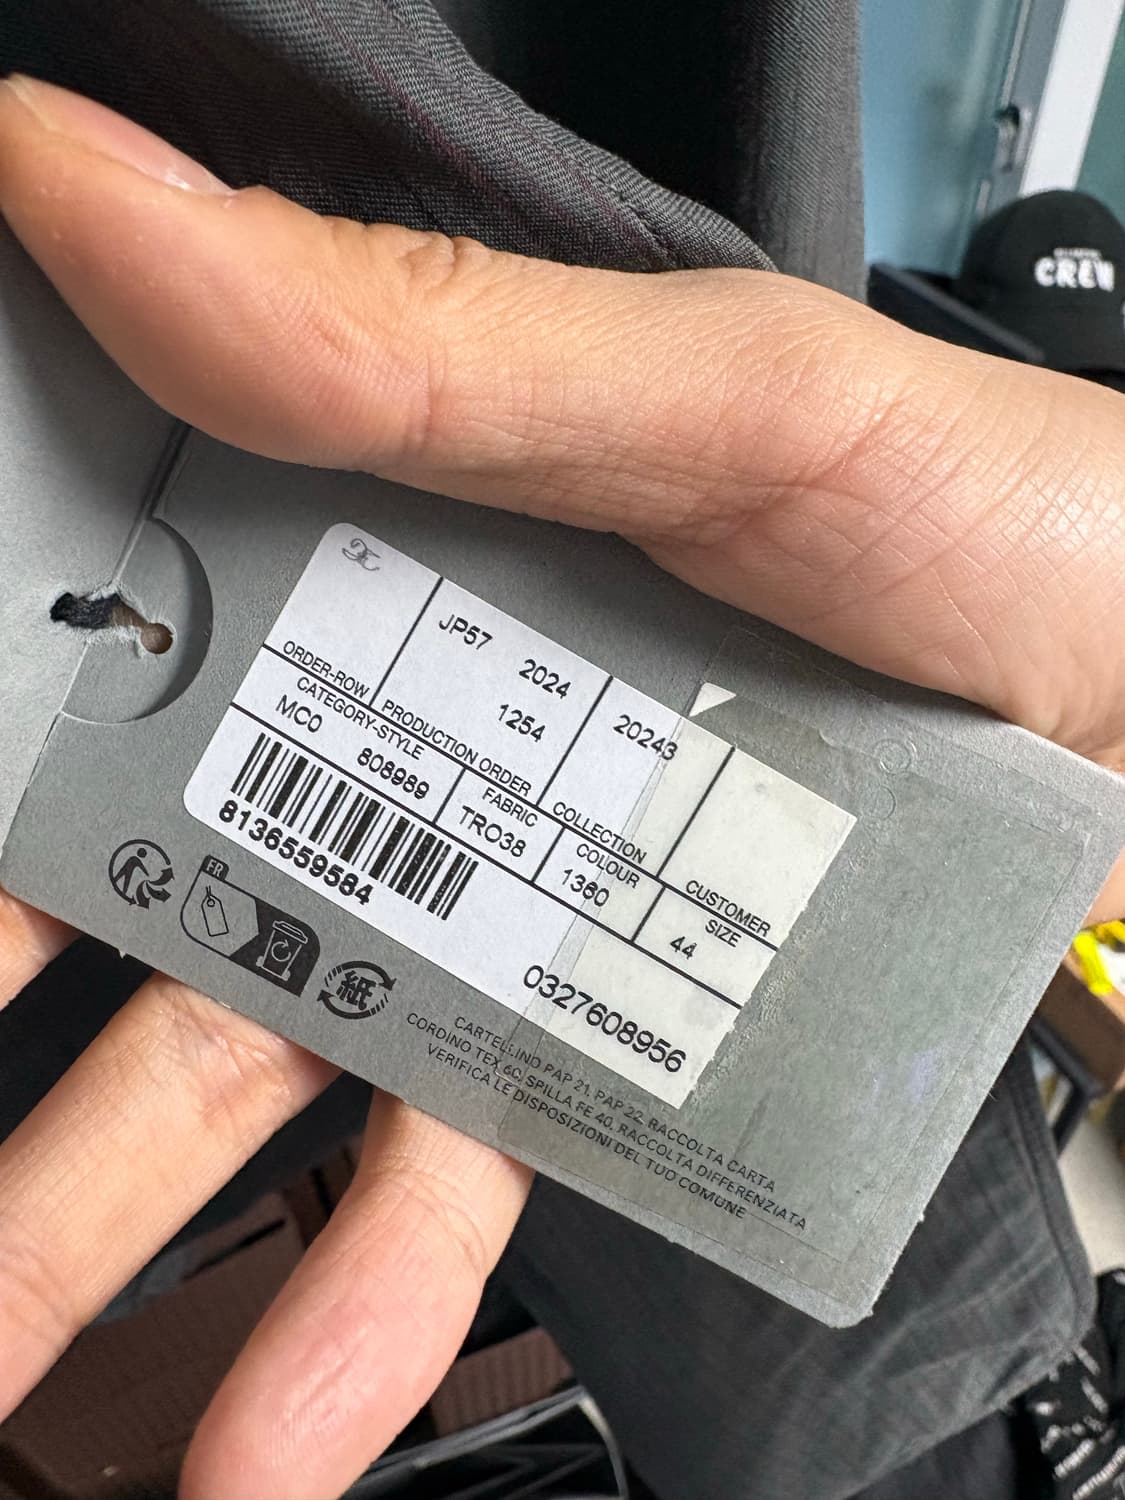 CREW
JP57 2024
1254
20243
ORDER-ROW PRODUCTION ORDER COLLECTION CUSTOMER
CATEGORY-STYLE FABRIC COLOUR SIZE
MC0 808989 TRO38 1360 44
8136559584
0327608956
FR
紙
CARTELLINO PAP 21, PAP 22, RACCOLTA CARTA
CORDINO TEX 60, SPILLA FE 40, RACCOLTA DIFFERENZIATA
VERIFICA LE DISPOSIZIONI DEL TUO COMUNE